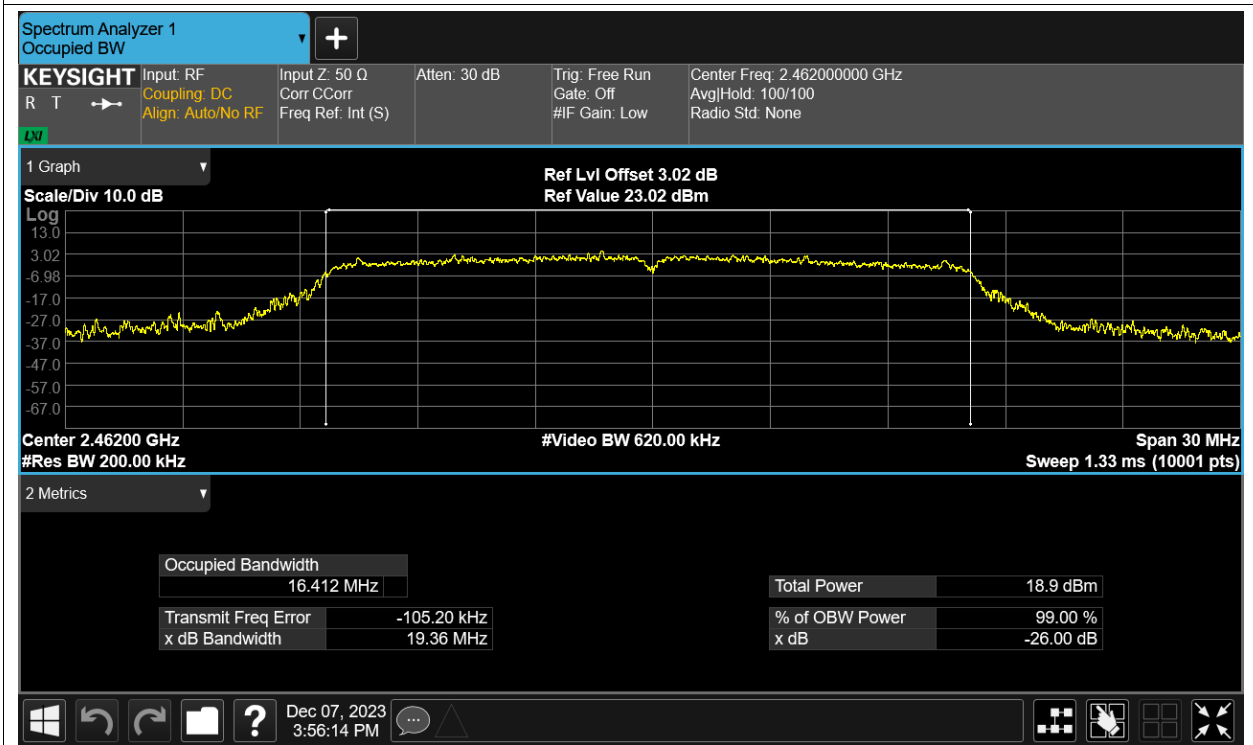 Spectrum Analyzer 1
Occupied BW
KEYSIGHT
R T
LXI
Input: RF
Coupling: DC
Align: Auto/No RF
Input Z: 50 Ω
Corr CCorr
Freq Ref: Int (S)
Atten: 30 dB
Trig: Free Run
Gate: Off
#IF Gain: Low
Center Freq: 2.462000000 GHz
Avg|Hold: 100/100
Radio Std: None
1 Graph
Scale/Div 10.0 dB
Ref Lvl Offset 3.02 dB
Ref Value 23.02 dBm
Log
13.0
3.02
-6.98
-17.0
-27.0
-37.0
-47.0
-57.0
-67.0
Center 2.46200 GHz
#Video BW 620.00 kHz
Span 30 MHz
#Res BW 200.00 kHz
Sweep 1.33 ms (10001 pts)
2 Metrics
Occupied Bandwidth
16.412 MHz
Total Power 18.9 dBm
Transmit Freq Error -105.20 kHz
% of OBW Power 99.00 %
x dB Bandwidth 19.36 MHz
x dB -26.00 dB
Dec 07, 2023
3:56:14 PM